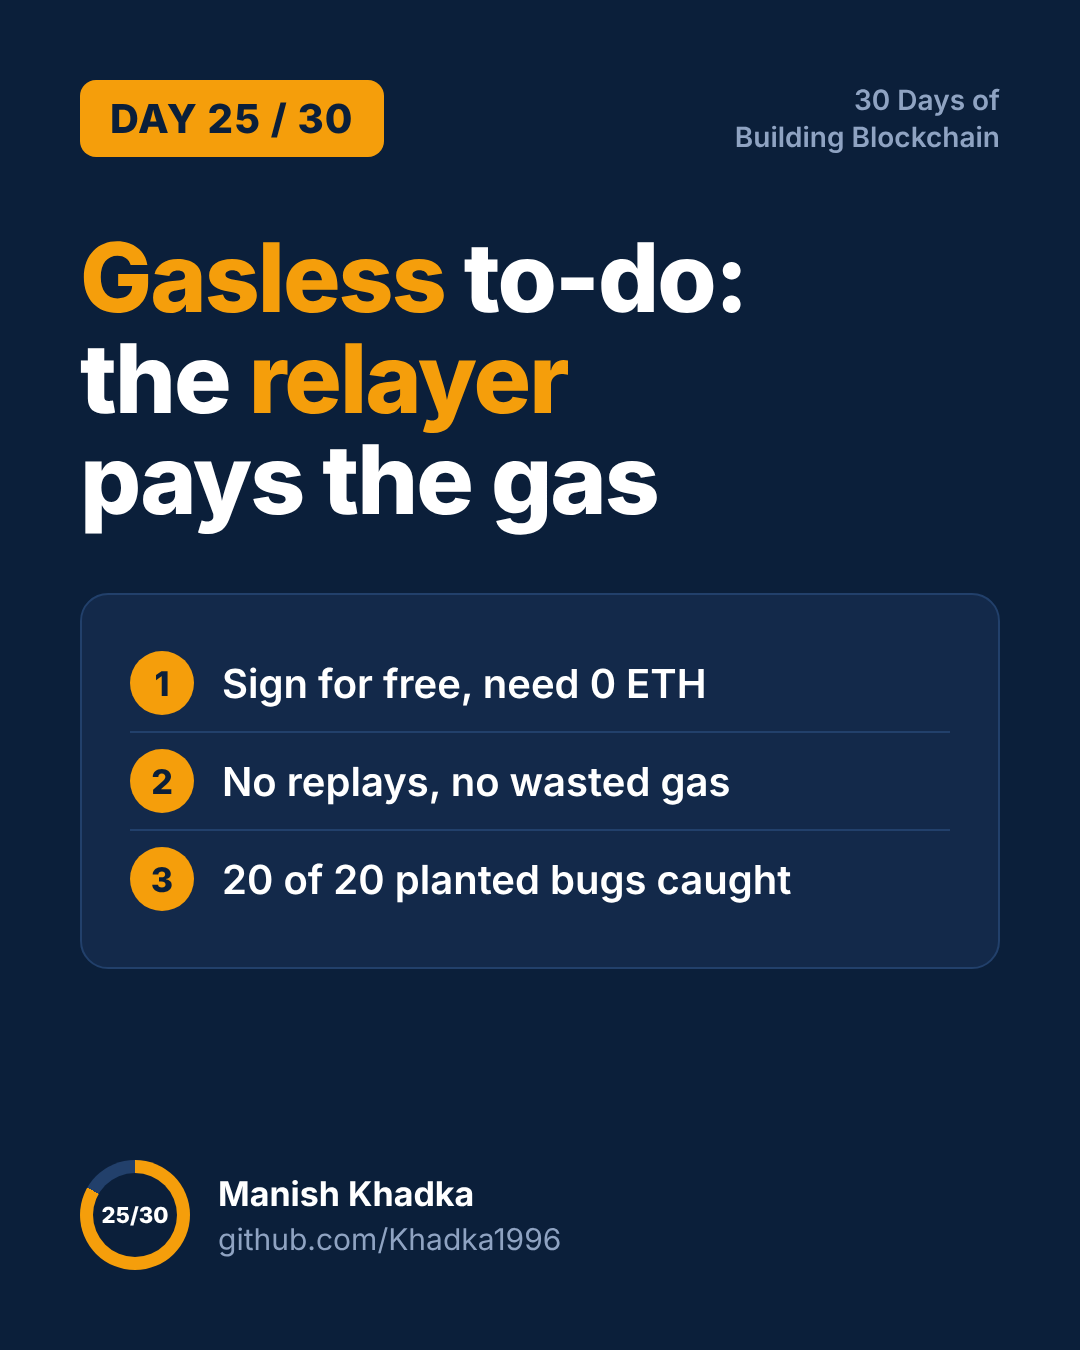 DAY 25 / 30
30 Days of
Building Blockchain
Gasless to-do:
the relayer
pays the gas
1 Sign for free, need 0 ETH
2 No replays, no wasted gas
3 20 of 20 planted bugs caught
25/30
Manish Khadka
github.com/Khadka1996